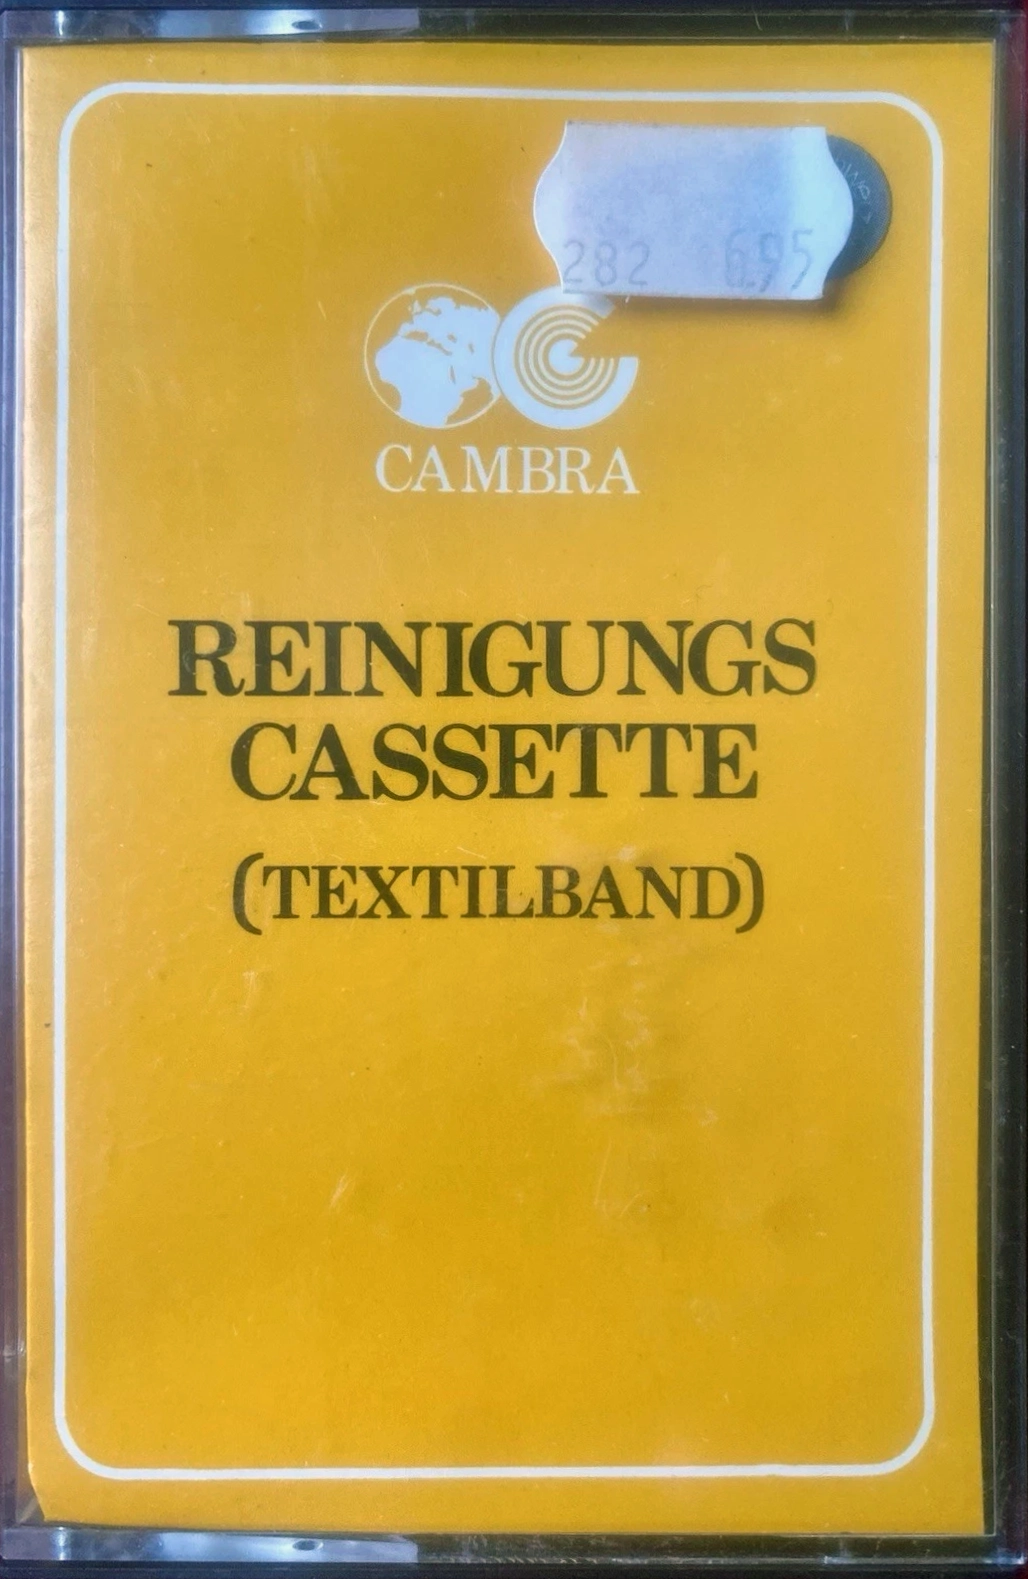 282 6.95
CAMBRA
REINIGUNGS
CASSETTE
(TEXTILBAND)